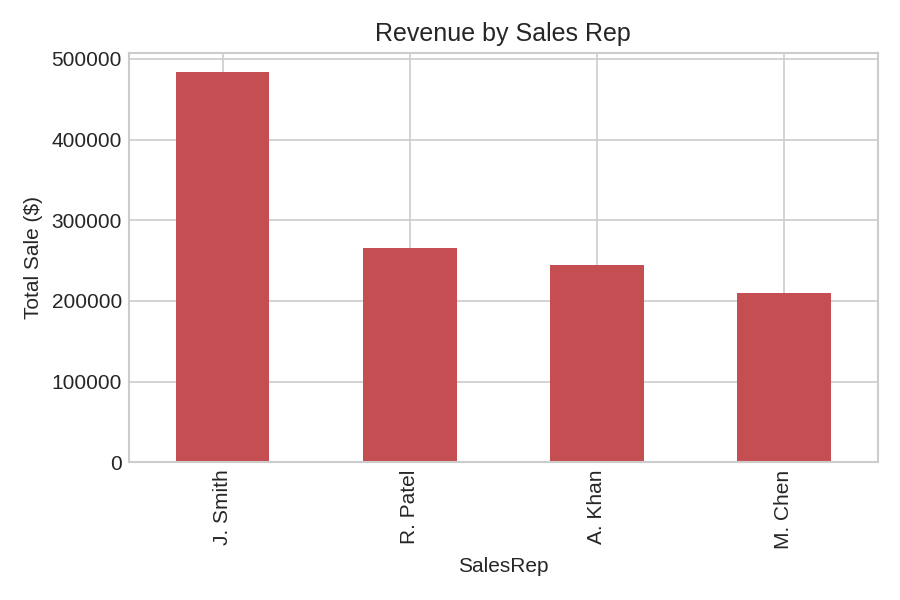 Revenue by Sales Rep
Total Sale ($)
500000
400000
300000
200000
100000
0
J. Smith
R. Patel
A. Khan
M. Chen
SalesRep